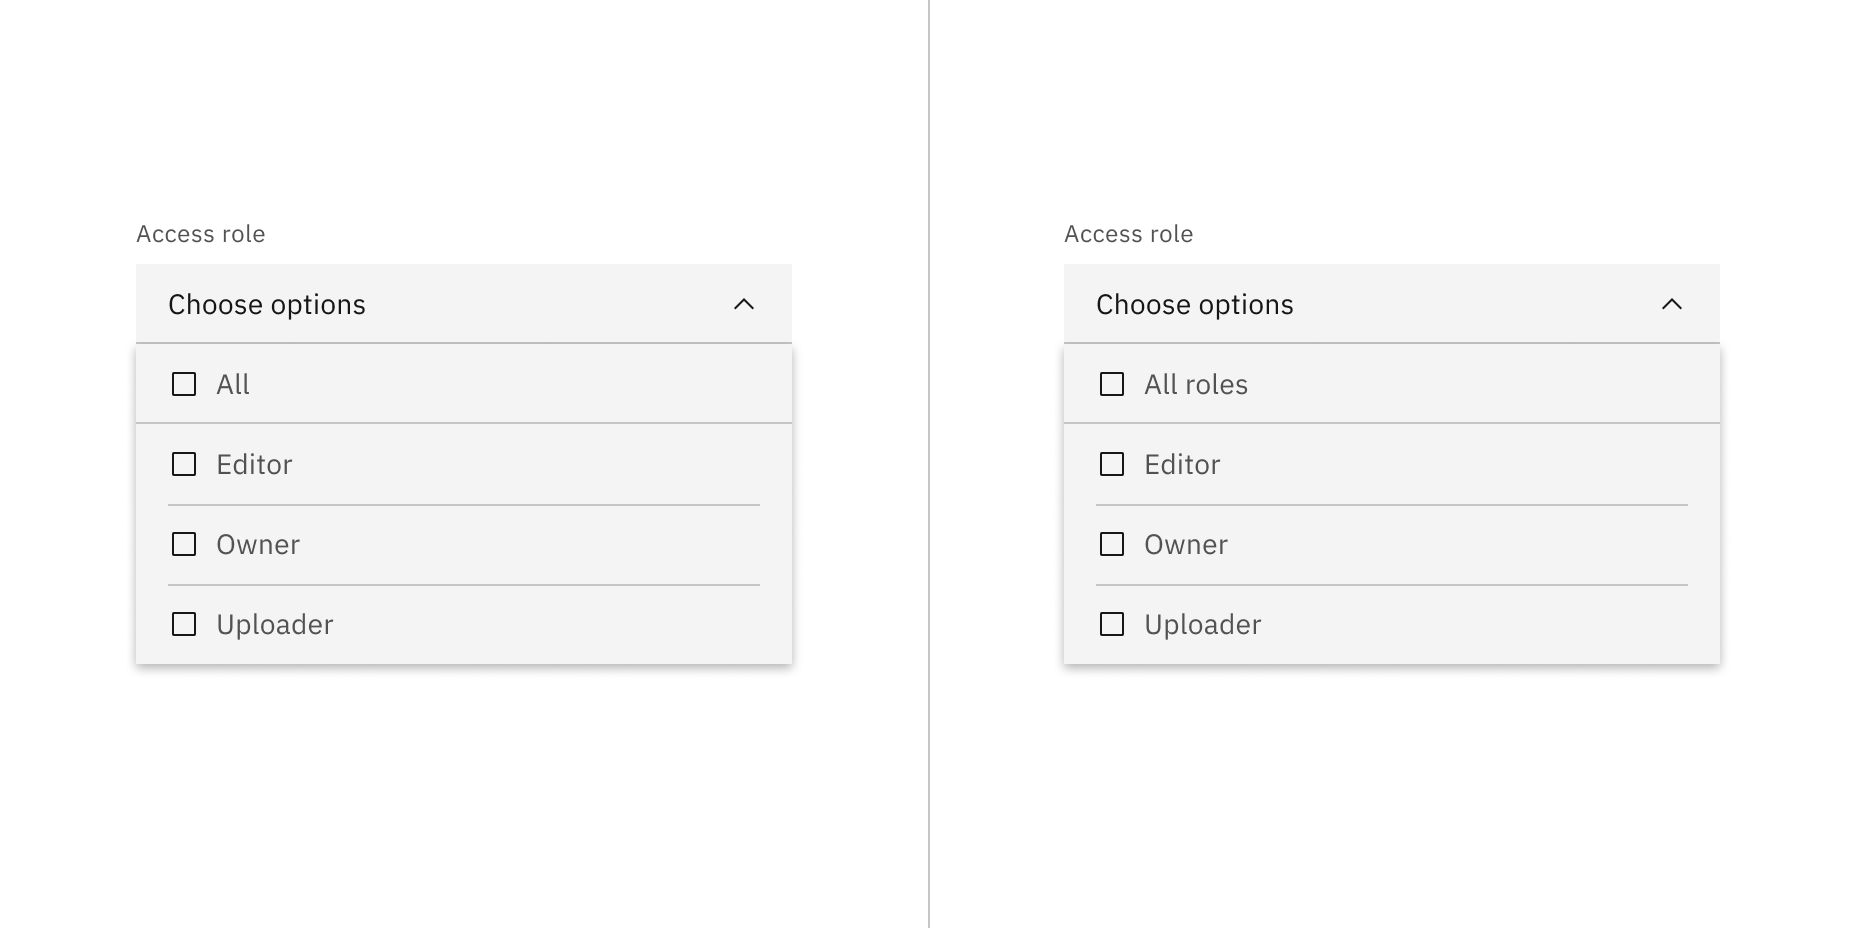 Access role
Choose options
All
Editor
Owner
Uploader
Access role
Choose options
All roles
Editor
Owner
Uploader